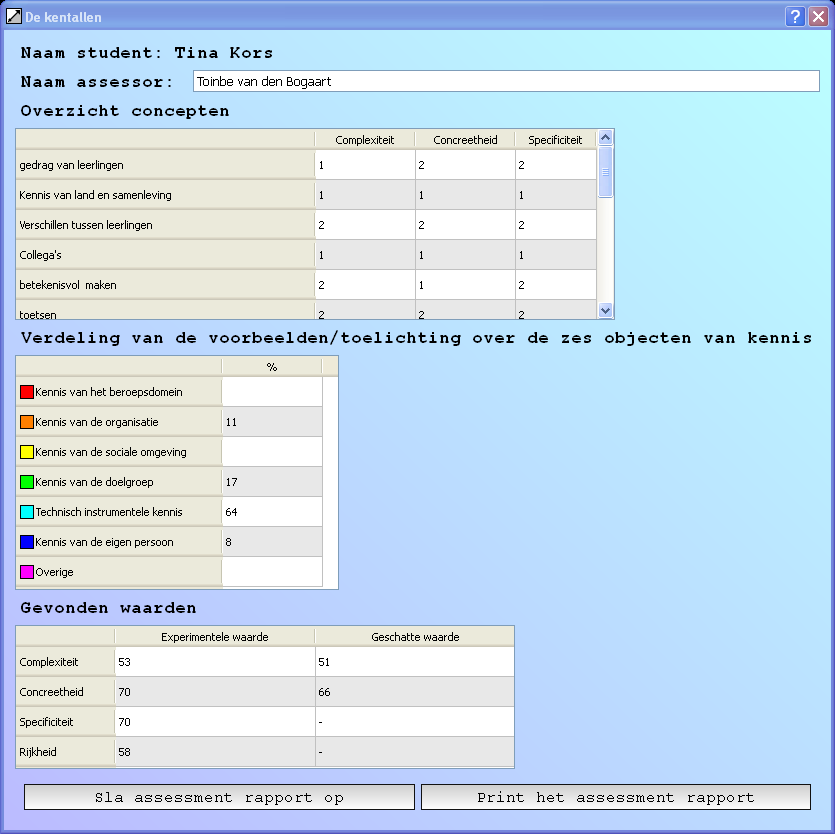 De kentallen
Naam student: Tina Kors
Naam assessor: Toinbe van den Bogaart
Overzicht concepten
Complexiteit Concreetheid Specificiteit
gedrag van leerlingen 1 2 2
Kennis van land en samenleving 1 1 1
Verschillen tussen leerlingen 2 2 2
Collega's 1 1 1
betekenisvol maken 2 1 2
toetsen 2 2 2
Verdeling van de voorbeelden/toelichting over de zes objecten van kennis
%
Kennis van het beroepsdomein
Kennis van de organisatie 11
Kennis van de sociale omgeving
Kennis van de doelgroep 17
Technisch instrumentele kennis 64
Kennis van de eigen persoon 8
Overige
Gevonden waarden
Experimentele waarde Geschatte waarde
Complexiteit 53 51
Concreetheid 70 66
Specificiteit 70 -
Rijkheid 58 -
Sla assessment rapport op Print het assessment rapport